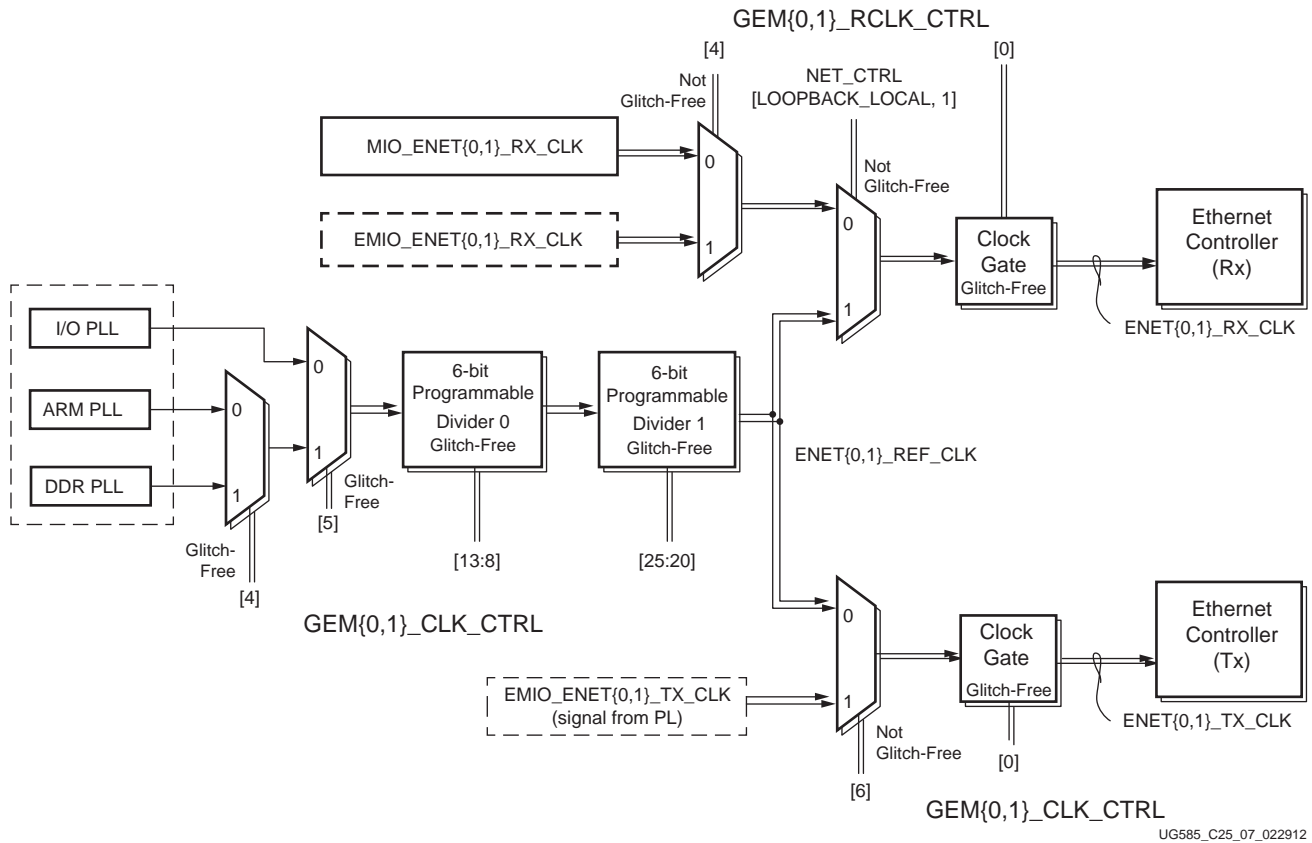 GEM{0,1}_RCLK_CTRL
[4]
[0]
Not
Glitch-Free
NET_CTRL
[LOOPBACK_LOCAL, 1]
MIO_ENET{0,1}_RX_CLK
0
Not
Glitch-Free
EMIO_ENET{0,1}_RX_CLK
1
0
Clock
Gate
Glitch-Free
Ethernet
Controller
(Rx)
1
ENET{0,1}_RX_CLK
I/O PLL
0
ARM PLL
0
1
DDR PLL
1
6-bit
Programmable
Divider 0
Glitch-Free
6-bit
Programmable
Divider 1
Glitch-Free
ENET{0,1}_REF_CLK
Glitch-
Free
[5]
Glitch-
Free
[4]
[13:8]
[25:20]
GEM{0,1}_CLK_CTRL
0
Clock
Gate
Glitch-Free
Ethernet
Controller
(Tx)
EMIO_ENET{0,1}_TX_CLK
(signal from PL)
1
ENET{0,1}_TX_CLK
Not
Glitch-Free
[0]
[6]
GEM{0,1}_CLK_CTRL
UG585_C25_07_022912